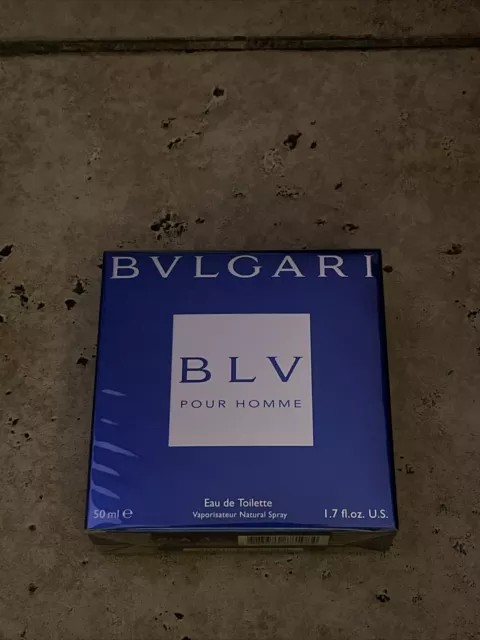 BVLGARI
BLV
POUR HOMME
Eau de Toilette
50 ml e Vaporisateur Natural Spray 1.7 fl.oz. U.S.